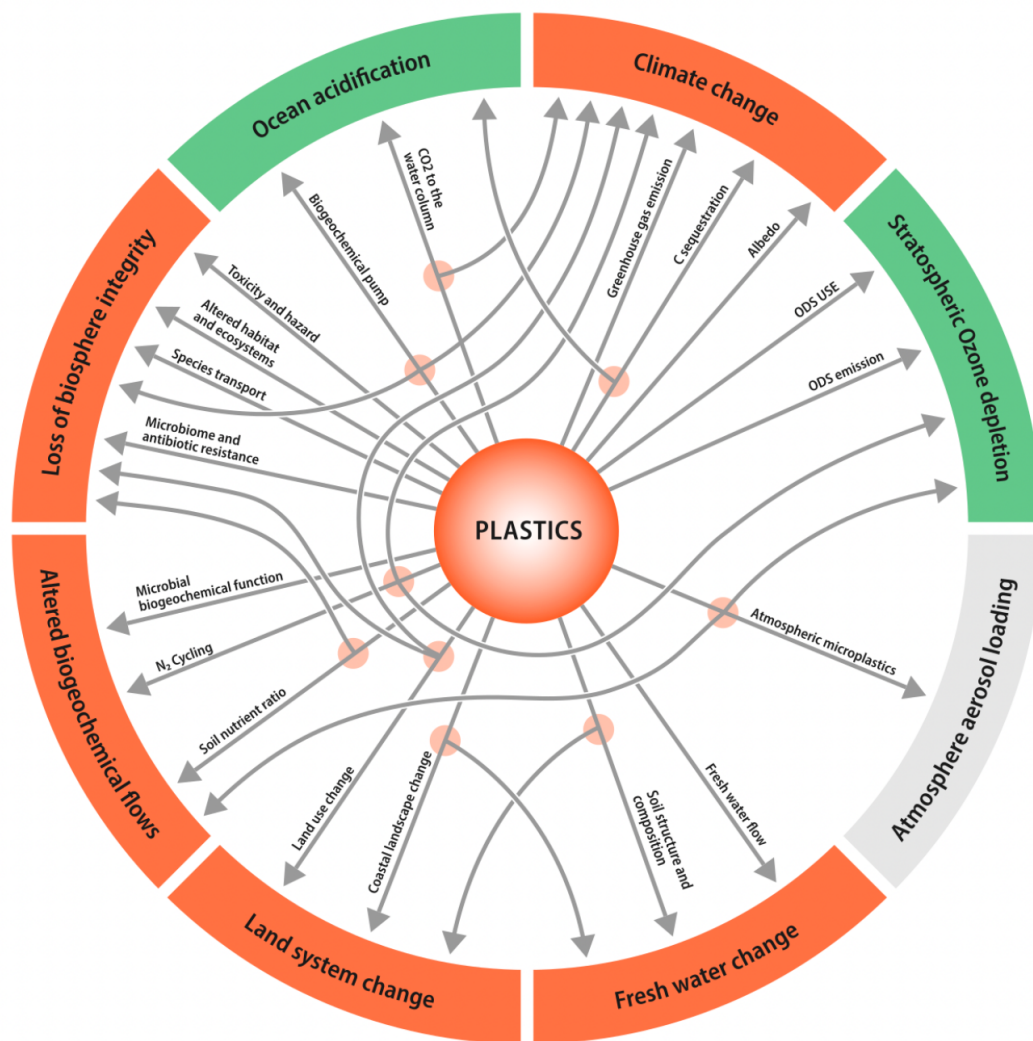 Ocean acidification
Climate change
Stratospheric Ozone depletion
Atmosphere aerosol loading
Fresh water change
Land system change
Altered biogeochemical flows
Loss of biosphere integrity
CO2 to the
water column
Biogeochemical pump
Toxicity and hazard
Altered habitat
and ecosystems
Species transport
Microbiome and
antibiotic resistance
Greenhouse gas emission
C sequestration
Albedo
ODS USE
ODS emission
PLASTICS
Microbial
biogeochemical function
N₂ Cycling
Soil nutrient ratio
Land use change
Coastal landscape change
Soil structure and
composition
Fresh water flow
Atmospheric microplastics